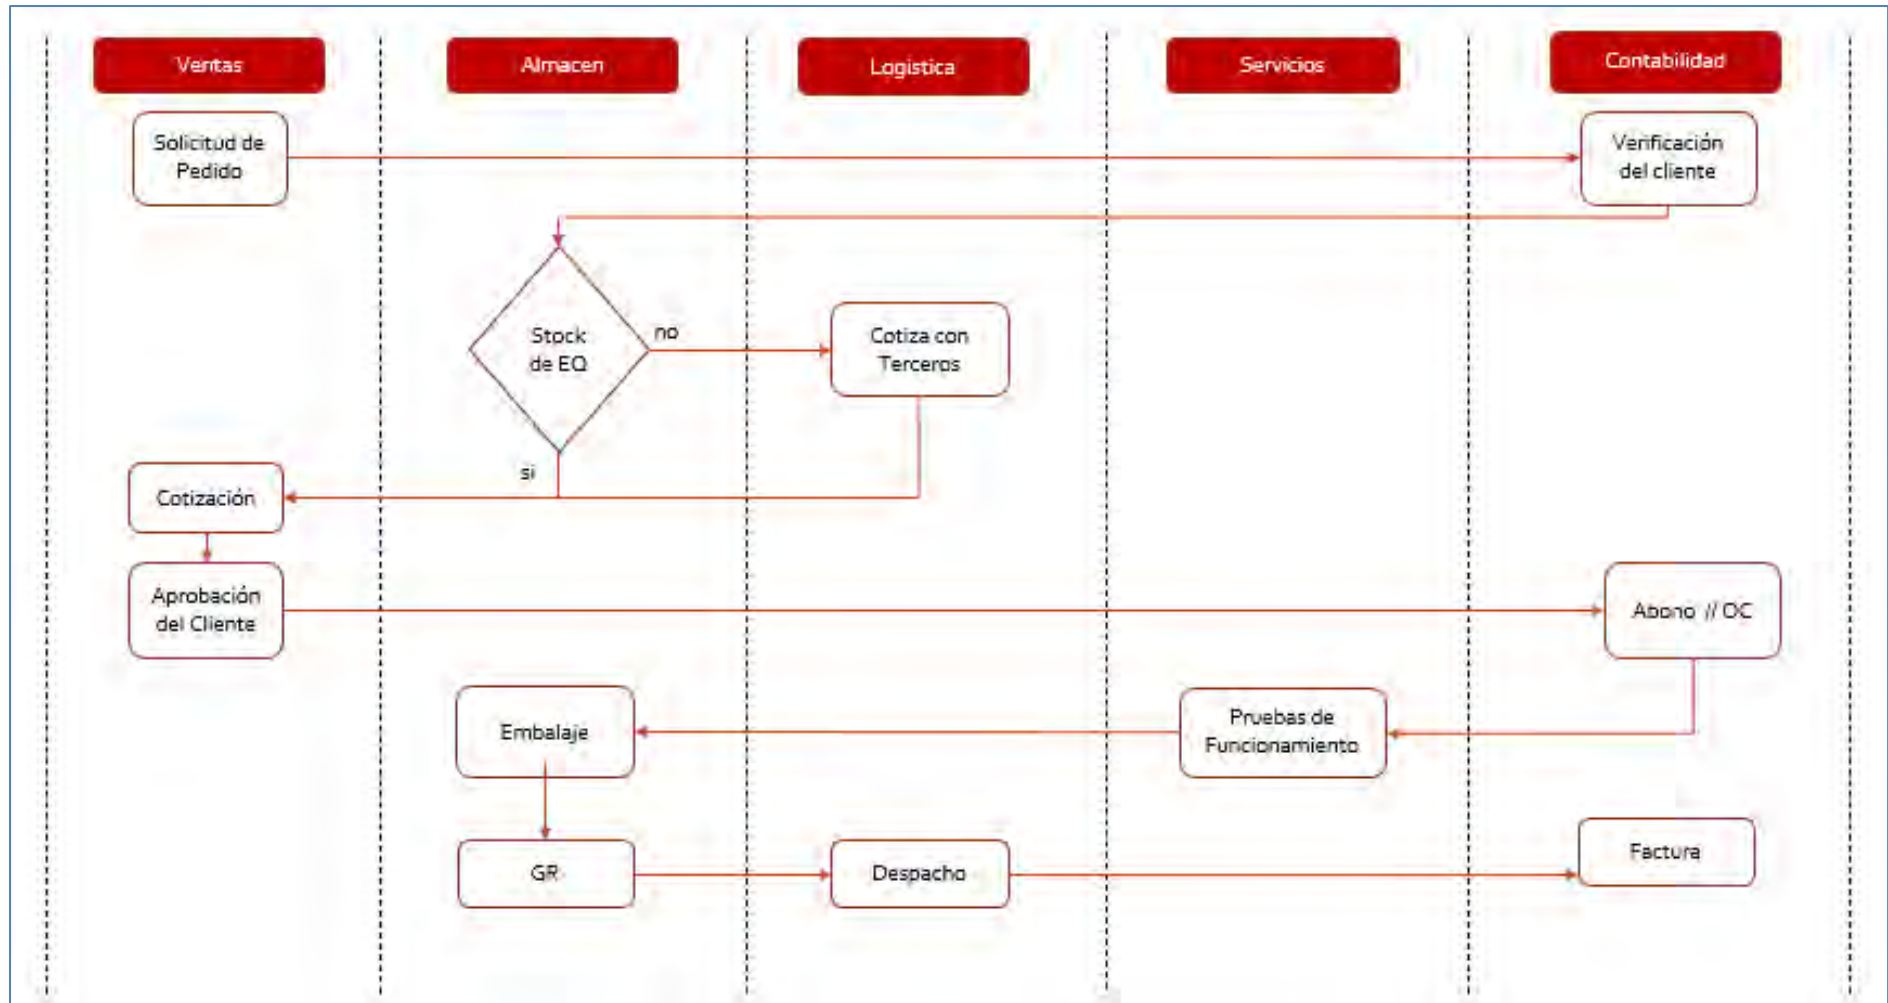 Ventas
Almacen
Logistica
Servicios
Contabilidad
Solicitud de
Pedido
Verificación
del cliente
Stock
de EQ
no
Cotiza con
Terceros
si
Cotización
Aprobación
del Cliente
Abono // OC
Embalaje
Pruebas de
Funcionamiento
GR
Despacho
Factura